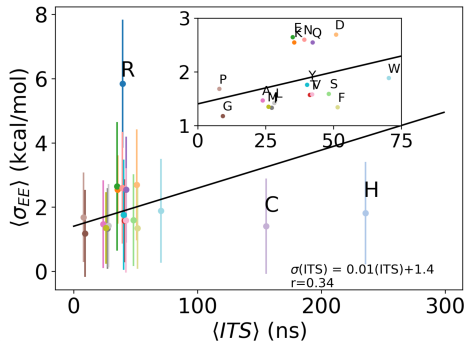 ⟨σ_EE⟩ (kcal/mol)
8
6
4
2
0
0
100
200
300
⟨ITS⟩ (ns)
R
C
H
σ(ITS) = 0.01(ITS)+1.4
r=0.34
3
2
1
0
25
50
75
P
G
A
M
I
L
E
K
N
Q
D
Y
T
V
S
F
W